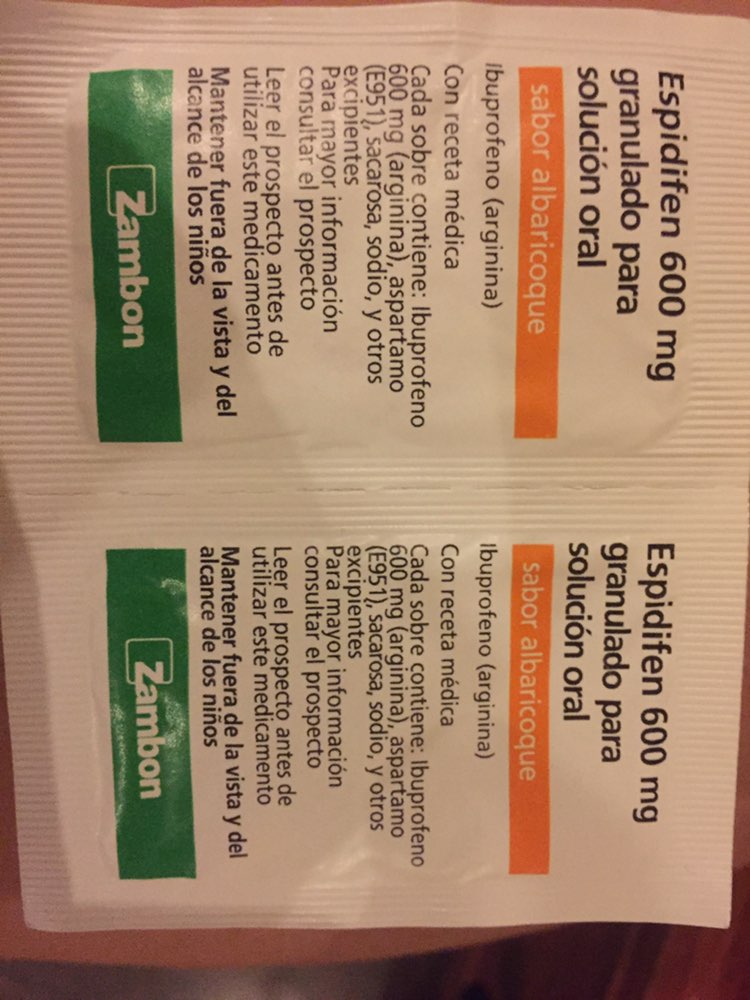 Espidifen 600 mg
granulado para
solución oral
sabor albaricoque
Ibuprofeno (arginina)
Con receta médica
Cada sobre contiene: Ibuprofeno
600 mg (arginina), aspartamo
(E951), sacarosa, sodio, y otros
excipientes
Para mayor información
consultar el prospecto
Leer el prospecto antes de
utilizar este medicamento
Mantener fuera de la vista y del
alcance de los niños
Zambon
Espidifen 600 mg
granulado para
solución oral
sabor albaricoque
Ibuprofeno (arginina)
Con receta médica
Cada sobre contiene: Ibuprofeno
600 mg (arginina), aspartamo
(E951), sacarosa, sodio, y otros
excipientes
Para mayor información
consultar el prospecto
Leer el prospecto antes de
utilizar este medicamento
Mantener fuera de la vista y del
alcance de los niños
Zambon